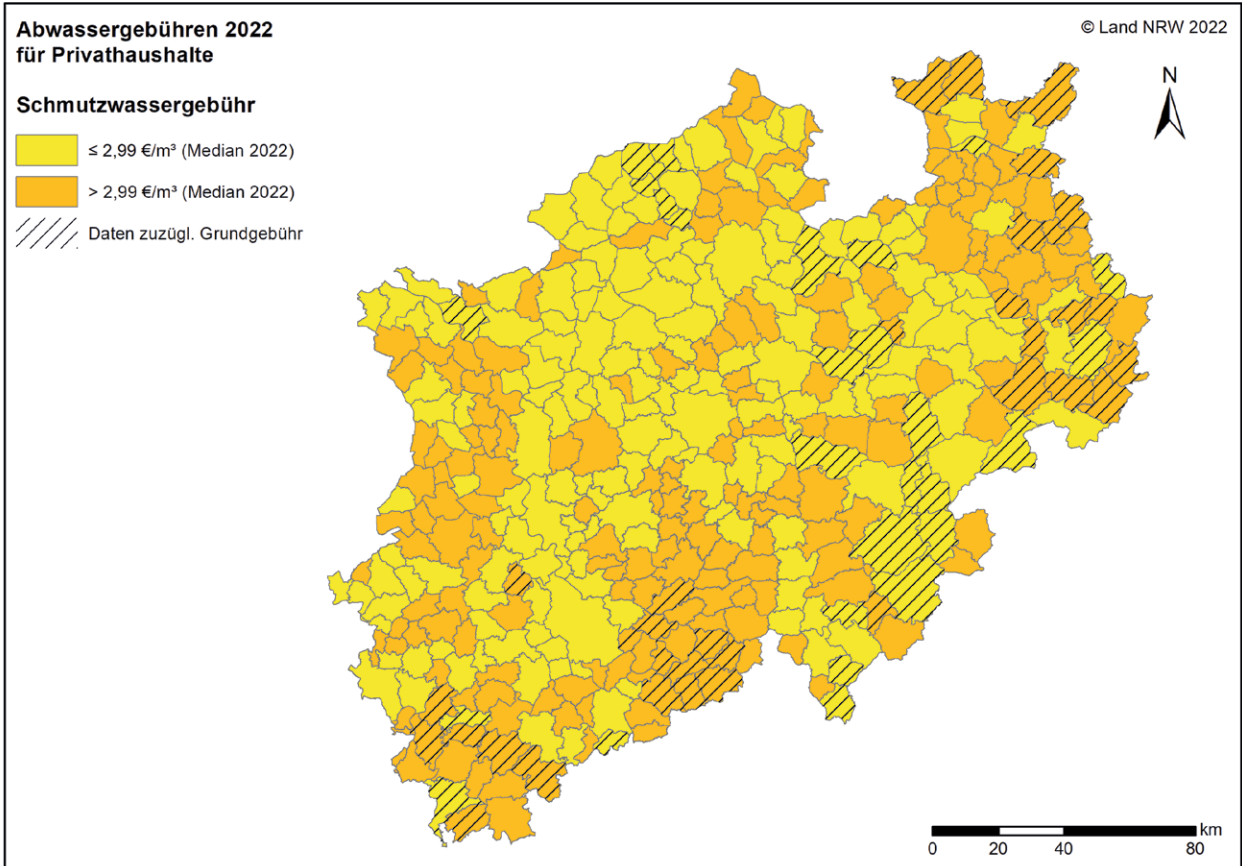 Abwassergebühren 2022
für Privathaushalte
© Land NRW 2022
Schmutzwassergebühr
≤ 2,99 €/m³ (Median 2022)
> 2,99 €/m³ (Median 2022)
Daten zuzügl. Grundgebühr
N
km
0 20 40 80